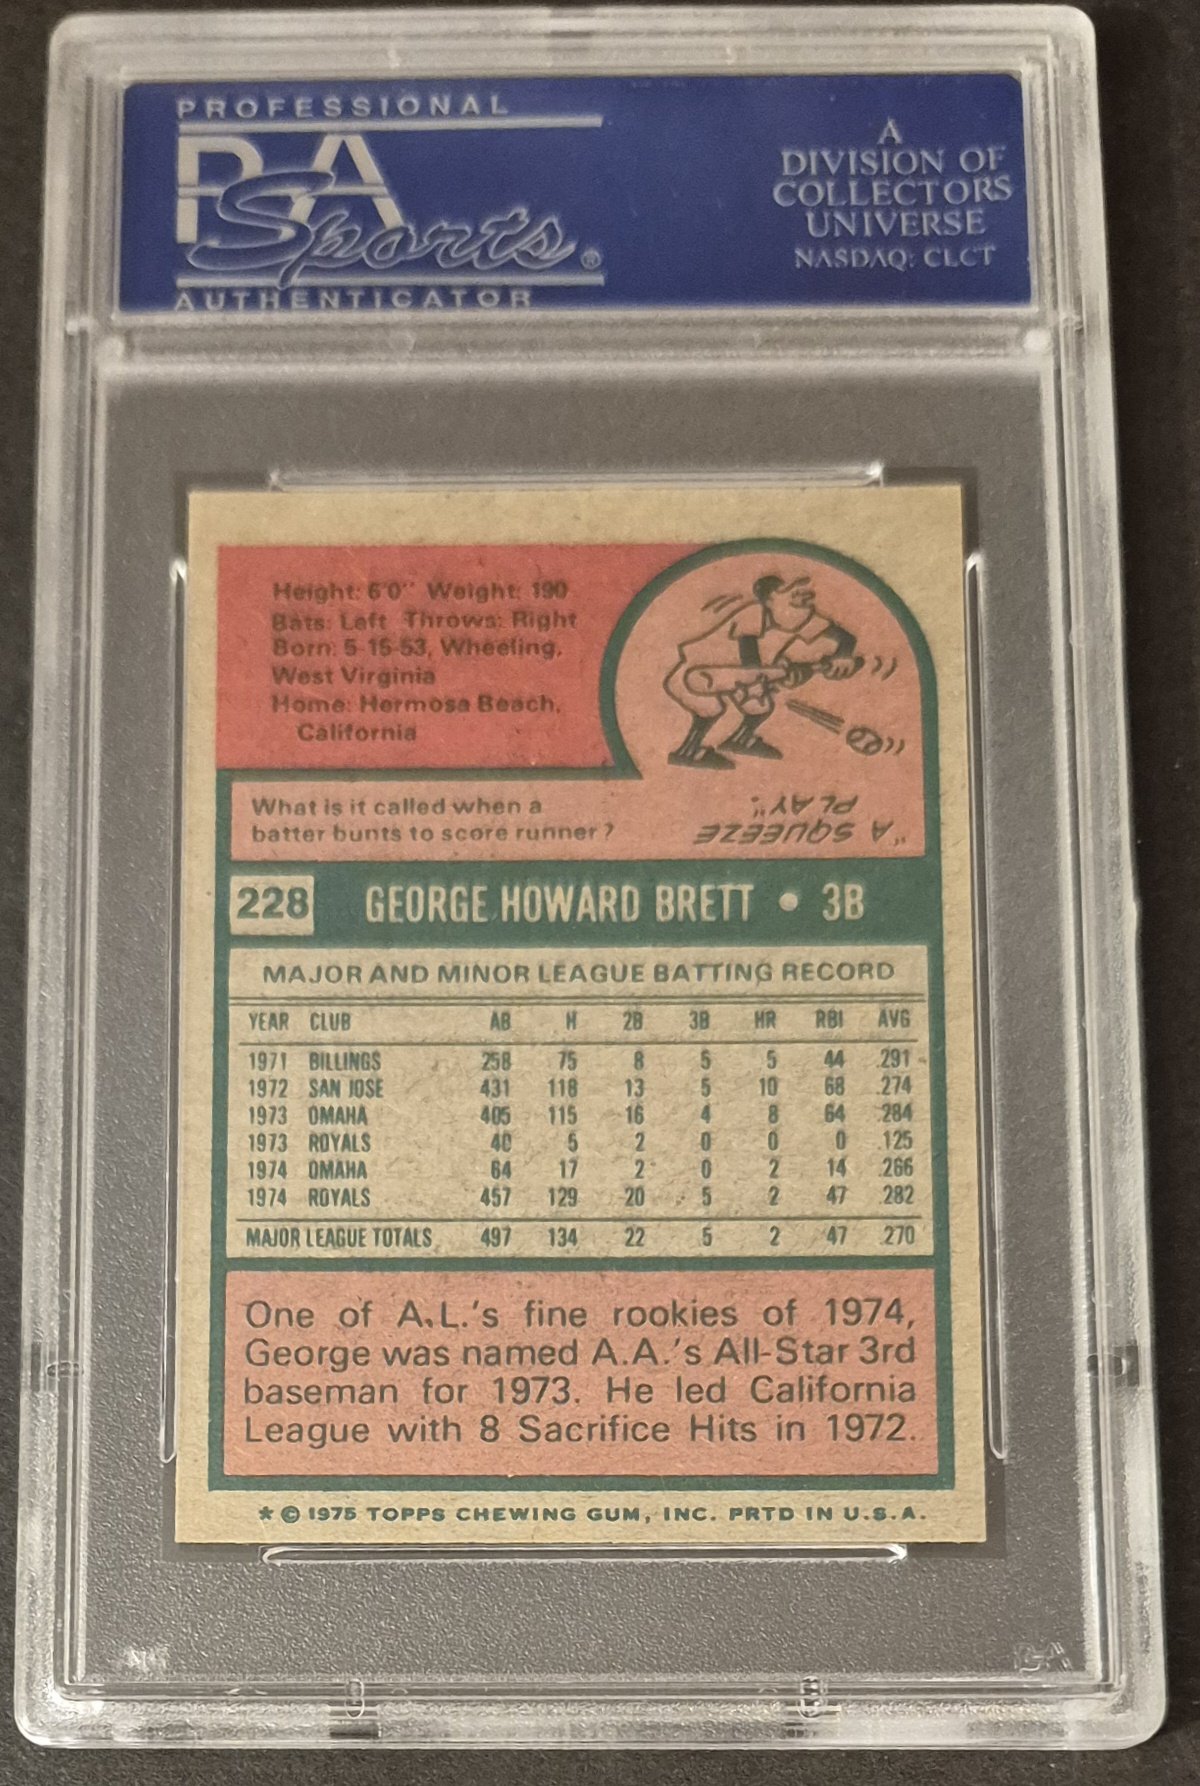 PROFESSIONAL
PSA
Sports®
AUTHENTICATOR
A
DIVISION OF
COLLECTORS
UNIVERSE
NASDAQ: CLCT
Height: 6'0" Weight: 190
Bats: Left Throws: Right
Born: 5-15-53, Wheeling,
West Virginia
Home: Hermosa Beach,
California
What is it called when a
batter bunts to score runner?
"A SQUEEZE
PLAY".
228 GEORGE HOWARD BRETT • 3B
MAJOR AND MINOR LEAGUE BATTING RECORD
YEAR CLUB AB H 2B 3B HR RBI AVG
1971 BILLINGS 258 75 8 5 5 44 .291
1972 SAN JOSE 431 118 13 5 10 68 .274
1973 OMAHA 405 115 16 4 8 64 .284
1973 ROYALS 40 5 2 0 0 0 .125
1974 OMAHA 64 17 2 0 2 14 .266
1974 ROYALS 457 129 20 5 2 47 .282
MAJOR LEAGUE TOTALS 497 134 22 5 2 47 .270
One of A.L.'s fine rookies of 1974,
George was named A.A.'s All-Star 3rd
baseman for 1973. He led California
League with 8 Sacrifice Hits in 1972.
* © 1975 TOPPS CHEWING GUM, INC. PRTD IN U.S.A.